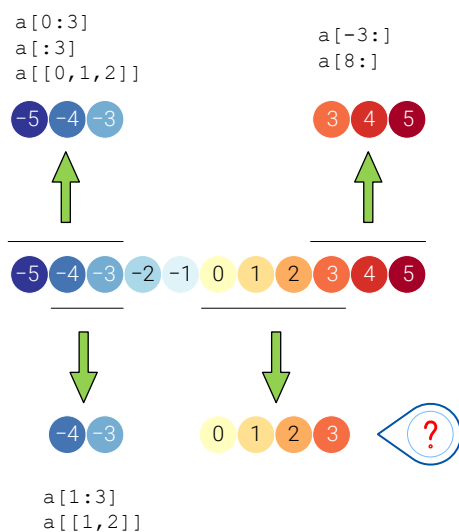 a[0:3]
a[:3]
a[[0,1,2]]
a[-3:]
a[8:]
−5 −4 −3
3 4 5
−5 −4 −3 −2 −1 0 1 2 3 4 5
−4 −3
0 1 2 3
?
a[1:3]
a[[1,2]]